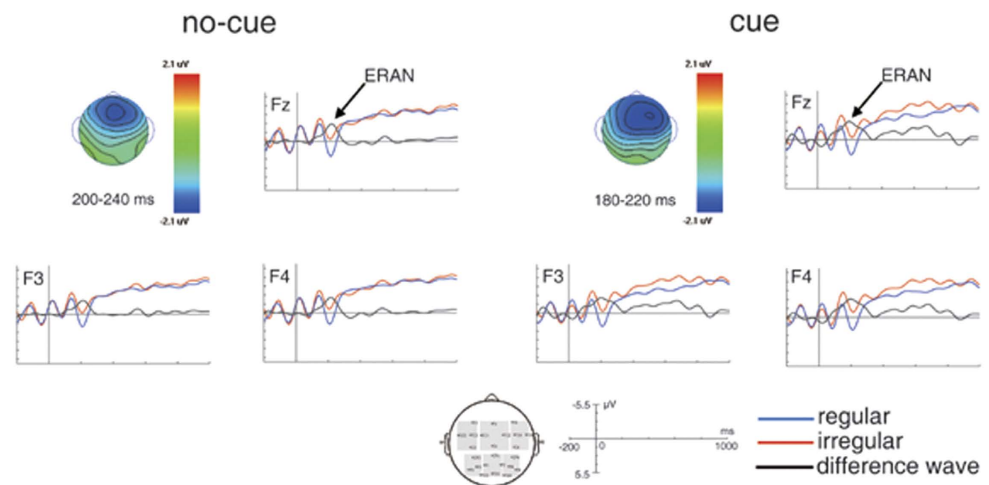 no-cue
cue
2.1 uV
ERAN
Fz
200-240 ms
-2.1 uV
2.1 uV
ERAN
Fz
180-220 ms
-2.1 uV
F3
F4
F3
F4
-5.5
µV
ms
-200
0
1000
5.5
regular
irregular
difference wave